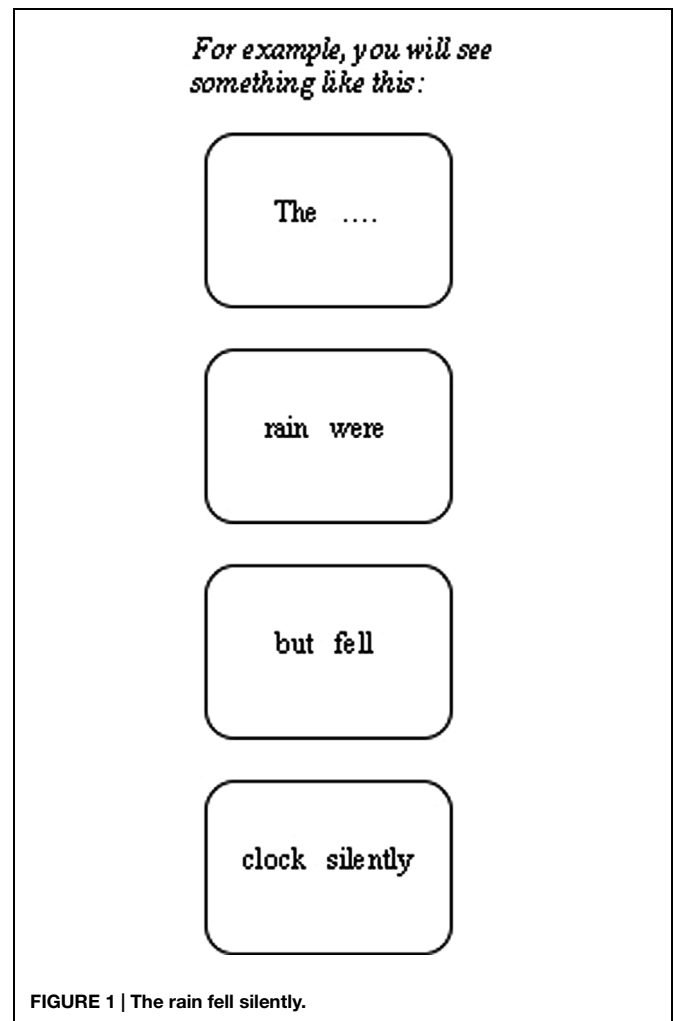 For example, you will see
something like this:
The ....
rain were
but fell
clock silently
FIGURE 1 | The rain fell silently.